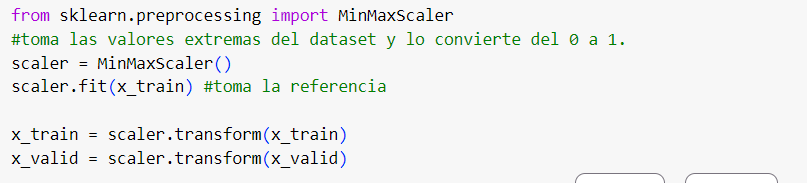 from sklearn.preprocessing import MinMaxScaler
#toma las valores extremas del dataset y lo convierte del 0 a 1.
scaler = MinMaxScaler()
scaler.fit(x_train) #toma la referencia
x_train = scaler.transform(x_train)
x_valid = scaler.transform(x_valid)